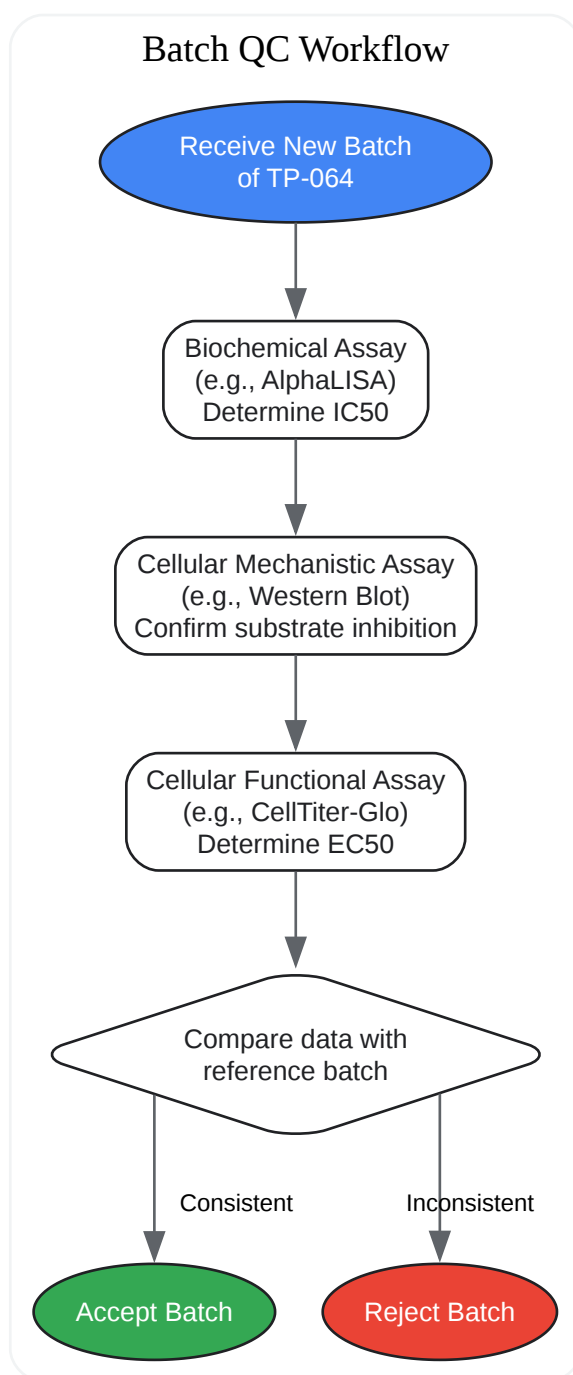 Batch QC Workflow
Receive New Batch
of TP-064
Biochemical Assay
(e.g., AlphaLISA)
Determine IC50
Cellular Mechanistic Assay
(e.g., Western Blot)
Confirm substrate inhibition
Cellular Functional Assay
(e.g., CellTiter-Glo)
Determine EC50
Compare data with
reference batch
Consistent
Inconsistent
Accept Batch
Reject Batch